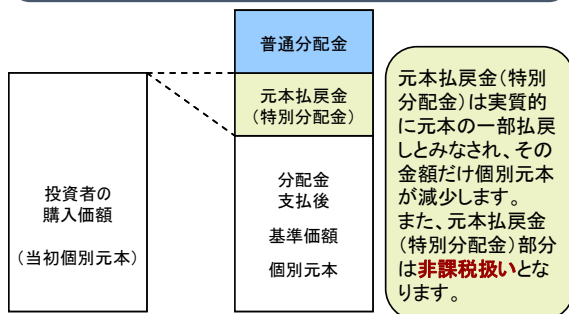 普通分配金
元本払戻金
(特別分配金)
投資者の
購入価額
(当初個別元本)
分配金
支払後
基準価額
個別元本
元本払戻金(特別
分配金)は実質的
に元本の一部払戻
しとみなされ、その
金額だけ個別元本
が減少します。
また、元本払戻金
(特別分配金)部分
は非課税扱いとな
ります。